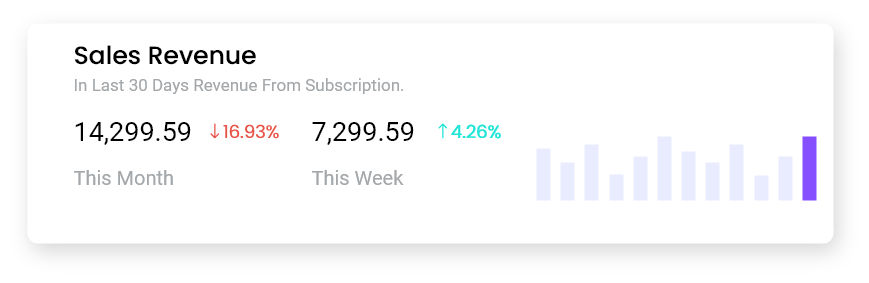 Sales Revenue
In Last 30 Days Revenue From Subscription.
14,299.59 ↓16.93% 7,299.59 ↑4.26%
This Month This Week